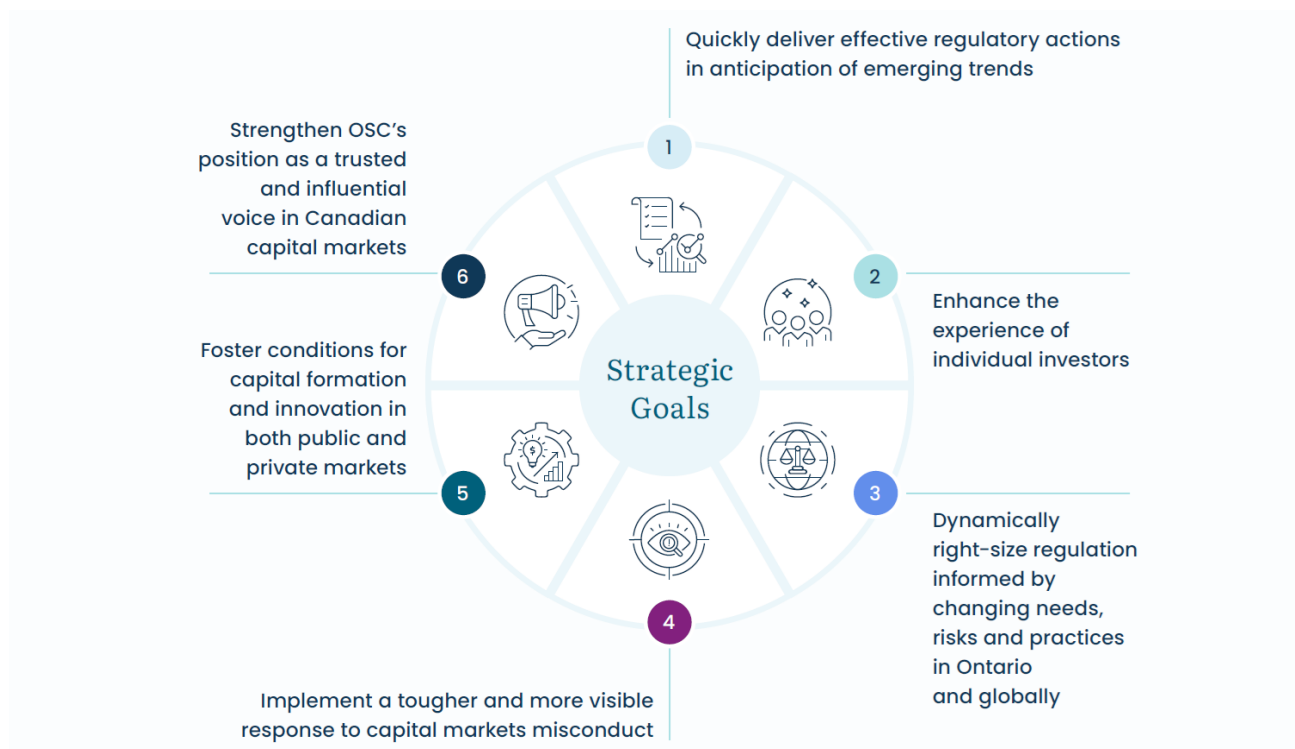 1
Quickly deliver effective regulatory actions
in anticipation of emerging trends
2
Enhance the
experience of
individual investors
3
Dynamically
right-size regulation
informed by
changing needs,
risks and practices
in Ontario
and globally
4
Implement a tougher and more visible
response to capital markets misconduct
5
Foster conditions for
capital formation
and innovation in
both public and
private markets
6
Strengthen OSC’s
position as a trusted
and influential
voice in Canadian
capital markets
Strategic
Goals